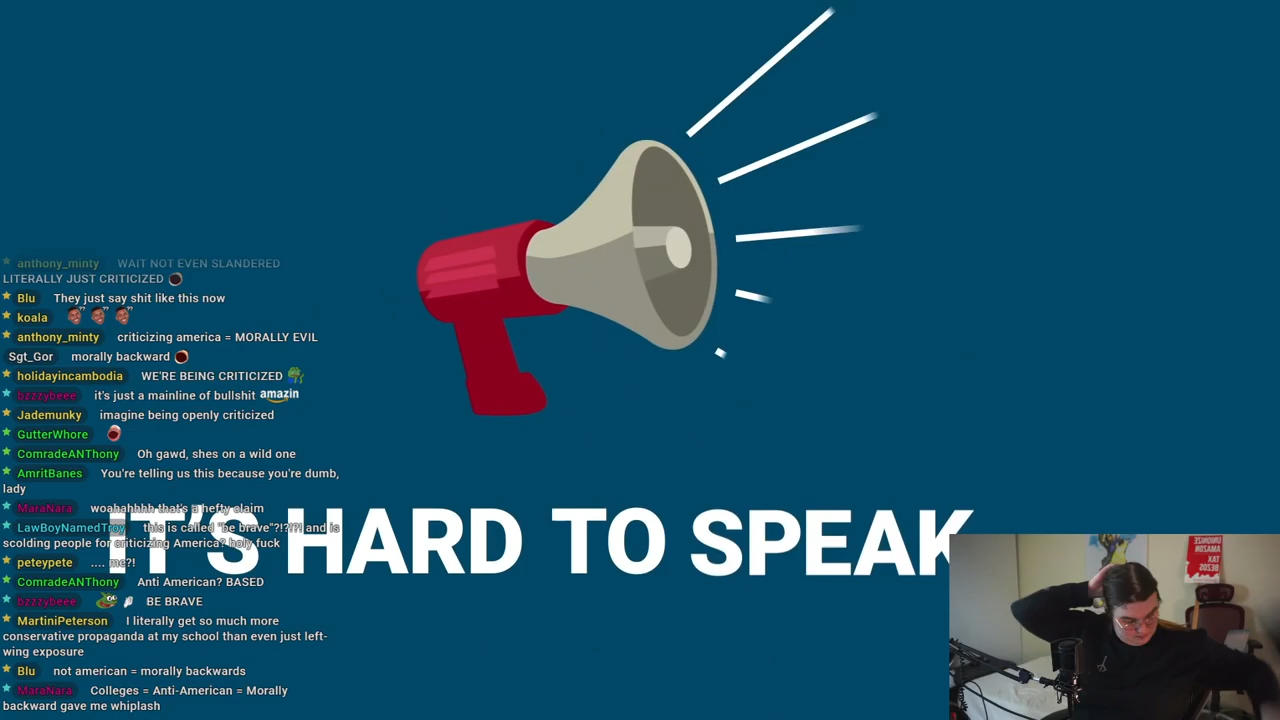 anthony_minty WAIT NOT EVEN SLANDERED
LITERALLY JUST CRITICIZED
Blu They just say shit like this now
koala
anthony_minty criticizing america = MORALLY EVIL
Sgt_Gor morally backward
holidayincambodia WE'RE BEING CRITICIZED
bzzzybeee it's just a mainline of bullshit amazin
Jademunky imagine being openly criticized
GutterWhore
ComradeANThony Oh gawd, shes on a wild one
AmritBanes You're telling us this because you're dumb,
lady
MaraNara woahahhhh that's a hefty claim
LawBoyNamedTroy this is called "be brave"?!?!?! and is
scolding people for criticizing America? holy fuck
peteypete .... me?!
ComradeANThony Anti American? BASED
bzzzybeee BE BRAVE
MartiniPeterson I literally get so much more
conservative propaganda at my school than even just left-
wing exposure
Blu not american = morally backwards
MaraNara Colleges = Anti-American = Morally
backward gave me whiplash
IT'S HARD TO SPEAK
UNIONIZE
AMAZON
TAX
BEZOS